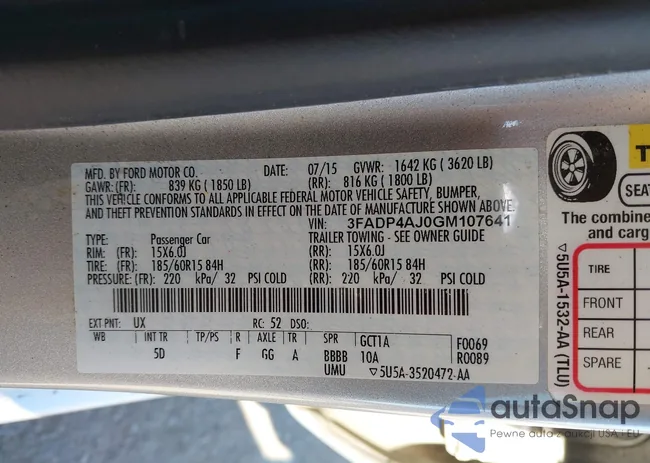 MFD. BY FORD MOTOR CO. DATE: 07/15 GVWR: 1642 KG ( 3620 LB)
GAWR: (FR): 839 KG ( 1850 LB) (RR): 816 KG ( 1800 LB)
THIS VEHICLE CONFORMS TO ALL APPLICABLE FEDERAL MOTOR VEHICLE SAFETY, BUMPER,
AND THEFT PREVENTION STANDARDS IN EFFECT ON THE DATE OF MANUFACTURE SHOWN ABOVE.
VIN: 3FADP4AJ0GM107641
TYPE: Passenger Car TRAILER TOWING - SEE OWNER GUIDE
RIM: (FR): 15X6.0J (RR): 15X6.0J
TIRE: (FR): 185/60R15 84H (RR): 185/60R15 84H
PRESSURE: (FR): 220 kPa/ 32 PSI COLD (RR): 220 kPa/ 32 PSI COLD
EXT PNT: UX RC: 52 DSO:
WB INT TR TP/PS R AXLE TR SPR GCT1A F0069
5D F GG A BBBB 10A R0089
UMU ▽5U5A-3520472-AA
T
SEAT
The combine
and carg
TIRE
FRONT
REAR
SPARE
▽5U5A-1532-AA (TLU)
autoSnap
Pewne auto z aukcji USA - EU